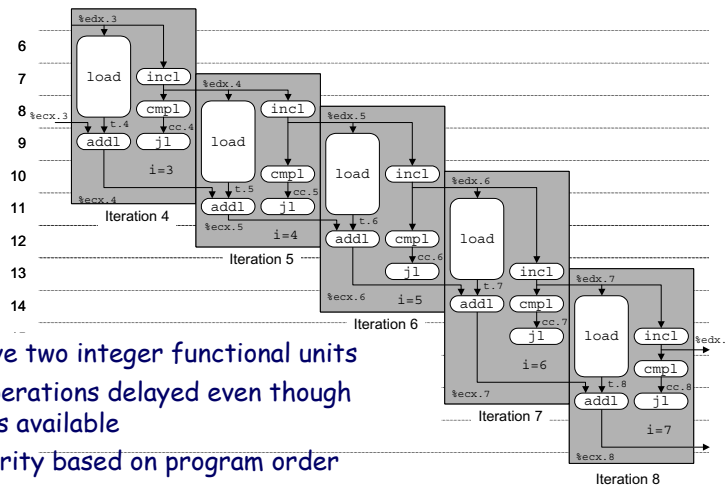 %edx.3
6
load
incl
7
%edx.4
cmpl
8
%ecx.3
load
incl
cc.4
t.4
%edx.5
addl
jl
9
i=3
load
cmpl
incl
10
%edx.6
t.5
cc.5
%ecx.4
addl
jl
11
Iteration 4
%ecx.5
i=4
t.6
load
addl
cmpl
12
Iteration 5
cc.6
jl
incl
13
%edx.7
t.7
%ecx.6
i=5
addl
cmpl
14
load
Iteration 6
cc.7
jl
incl
%edx.
ve two integer functional units
i=6
cmpl
erations delayed even though
t.8
cc.8
%ecx.7
addl
jl
s available
Iteration 7
i=7
rity based on program order
%ecx.8
Iteration 8